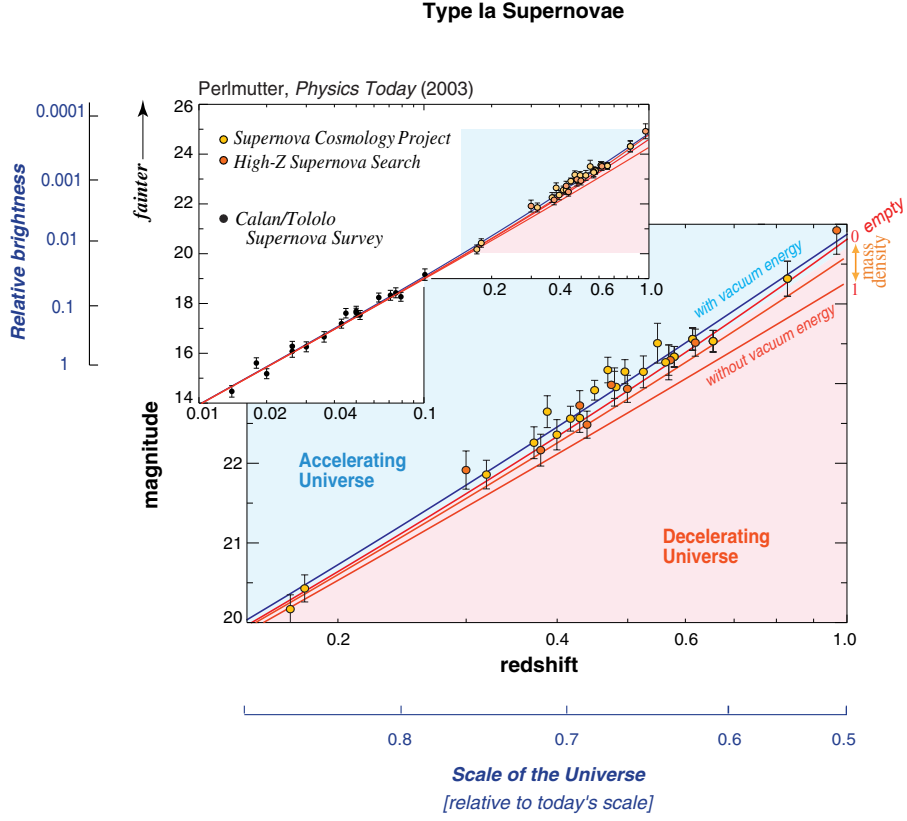 Type Ia Supernovae
Perlmutter, Physics Today (2003)
Relative brightness
0.0001
0.001
0.01
0.1
1
fainter
26
24
22
20
18
16
14
Supernova Cosmology Project
High-Z Supernova Search
Calan/Tololo
Supernova Survey
0.2
0.4
0.6
1.0
0.01
0.02
0.04
0.1
magnitude
22
21
20
with vacuum energy
without vacuum energy
empty
0
mass
density
1
Accelerating
Universe
Decelerating
Universe
0.2
0.4
0.6
1.0
redshift
0.8
0.7
0.6
0.5
Scale of the Universe
[relative to today's scale]